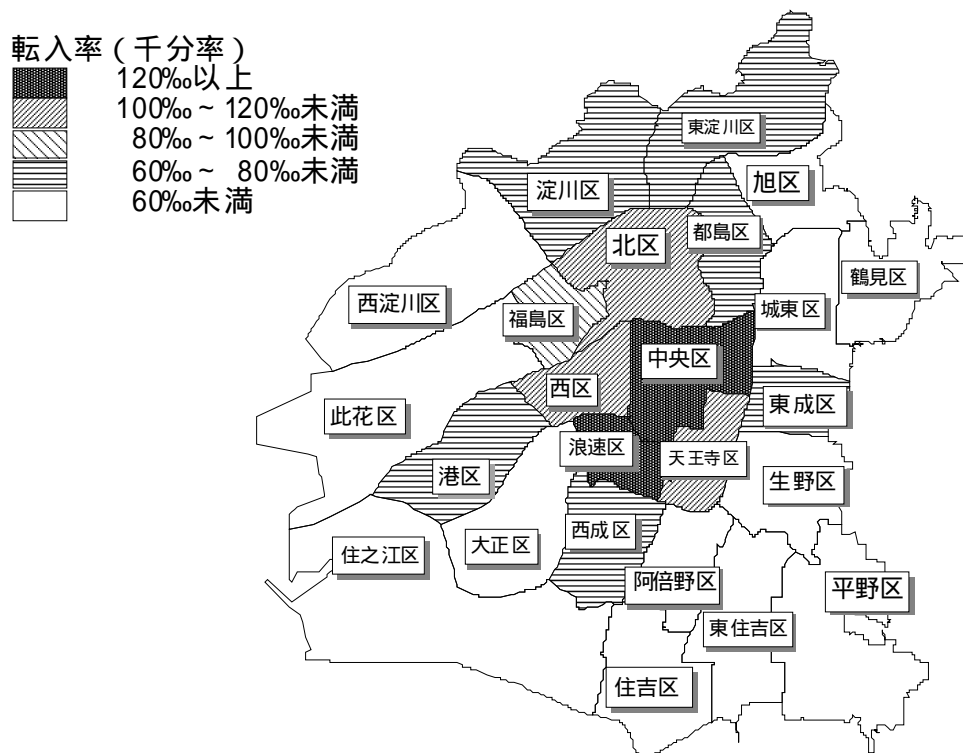 転入率（千分率）
120‰以上
100‰～120‰未満
80‰～100‰未満
60‰～ 80‰未満
60‰未満
東淀川区
旭区
淀川区
都島区
北区
鶴見区
西淀川区
城東区
福島区
中央区
西区
東成区
此花区
浪速区
天王寺区
港区
生野区
西成区
大正区
住之江区
阿倍野区
平野区
東住吉区
住吉区